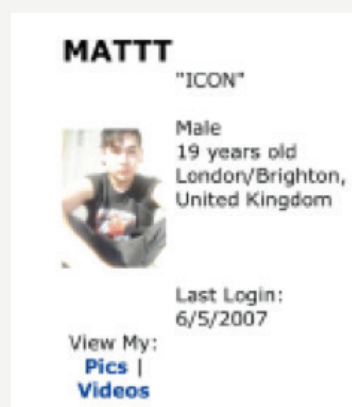 MATTT
"ICON"
Male
19 years old
London/Brighton,
United Kingdom
Last Login:
6/5/2007
View My:
Pics |
Videos